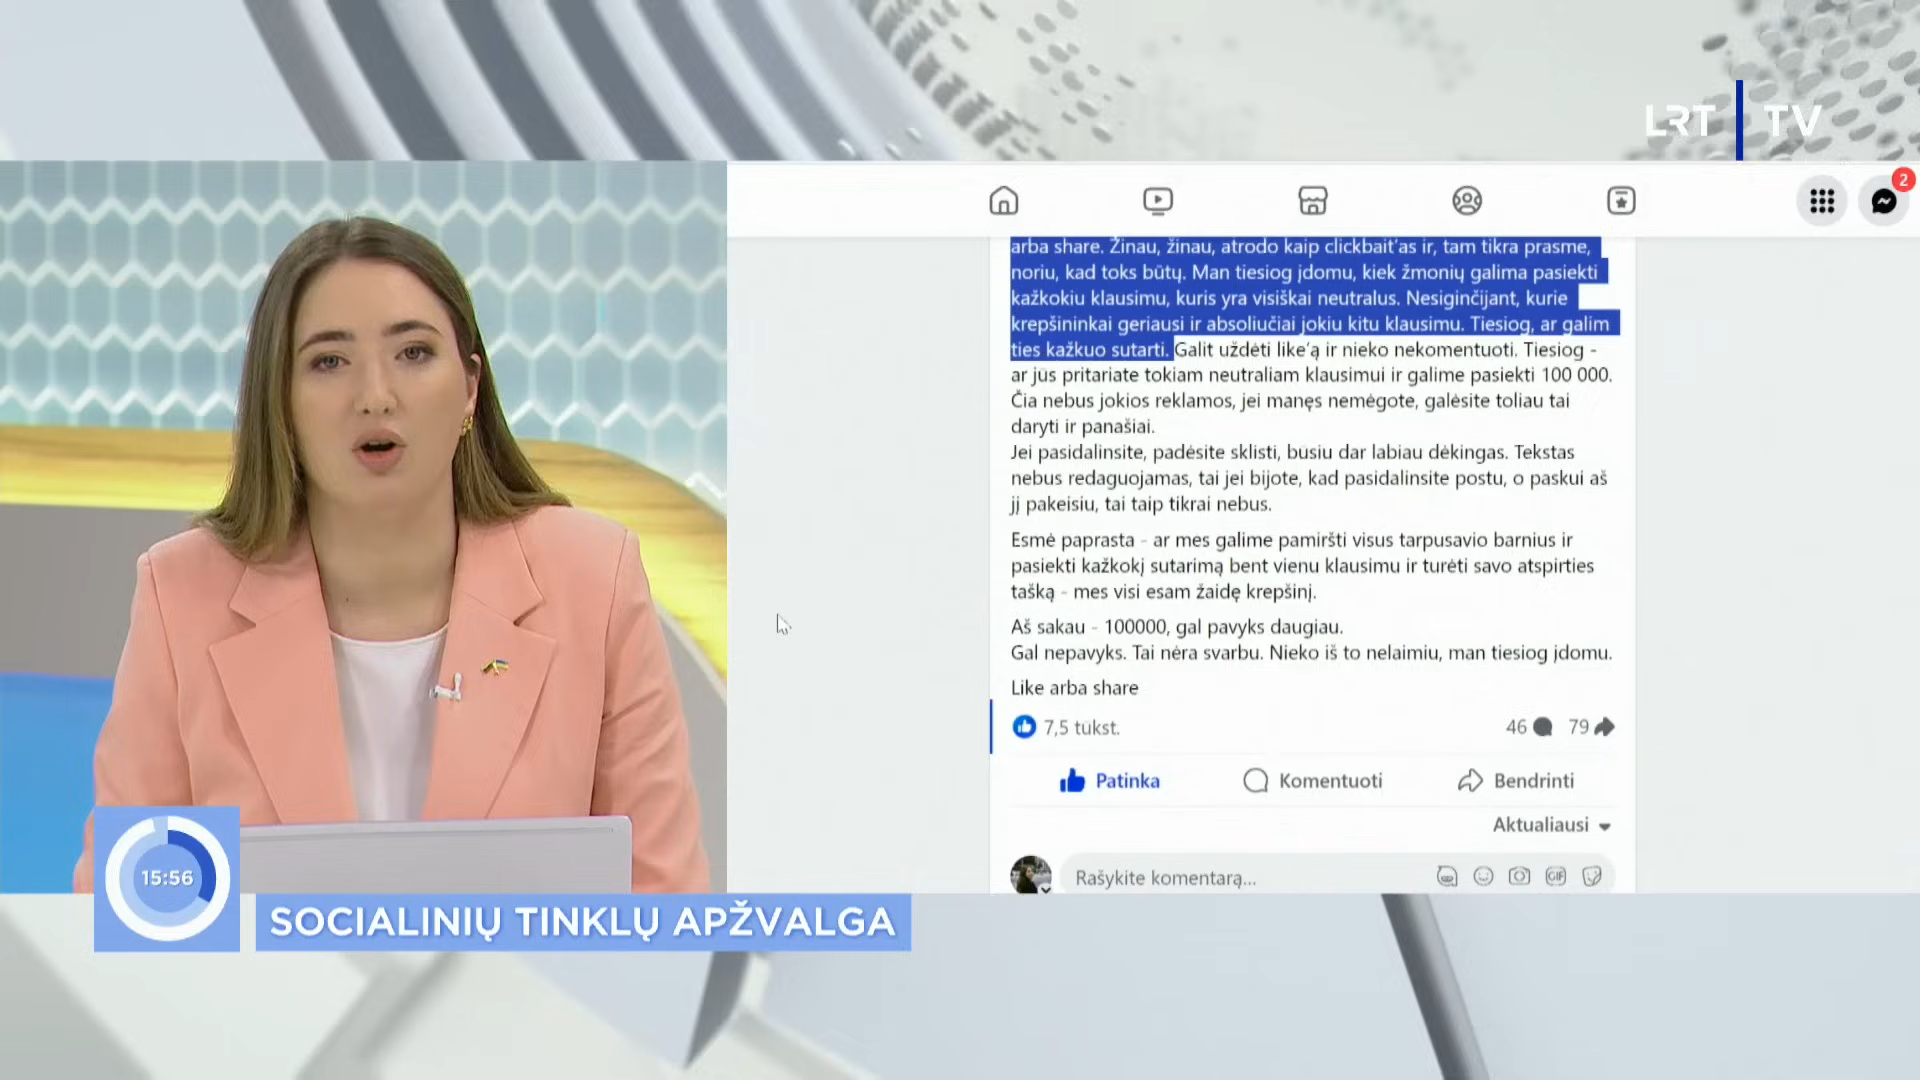 LRT TV
2
arba share. Žinau, žinau, atrodo kaip clickbait'as ir, tam tikra prasme,
noriu, kad toks būtų. Man tiesiog įdomu, kiek žmonių galima pasiekti
kažkokiu klausimu, kuris yra visiškai neutralus. Nesiginčijant, kurie
krepšininkai geriausi ir absoliučiai jokiu kitu klausimu. Tiesiog, ar galim
ties kažkuo sutarti. Galit uždėti like'ą ir nieko nekomentuoti. Tiesiog -
ar jūs pritariate tokiam neutraliam klausimui ir galime pasiekti 100 000.
Čia nebus jokios reklamos, jei manęs nemėgote, galėsite toliau tai
daryti ir panašiai.
Jei pasidalinsite, padėsite sklisti, būsiu dar labiau dėkingas. Tekstas
nebus redaguojamas, tai jei bijote, kad pasidalinsite postu, o paskui aš
jį pakeisiu, tai taip tikrai nebus.
Esmė paprasta - ar mes galime pamiršti visus tarpusavio barnius ir
pasiekti kažkokį sutarimą bent vienu klausimu ir turėti savo atspirties
tašką - mes visi esam žaidę krepšinį.
Aš sakau - 100000, gal pavyks daugiau.
Gal nepavyks. Tai nėra svarbu. Nieko iš to nelaimiu, man tiesiog įdomu.
Like arba share
7,5 tūkst.
46 79
Patinka Komentuoti Bendrinti
Aktualiausi
Rašykite komentarą...
GIF
15:56
SOCIALINIŲ TINKLŲ APŽVALGA